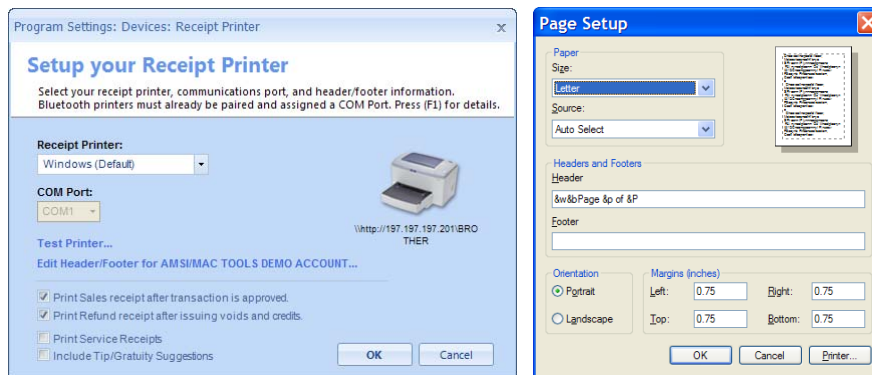 Program Settings: Devices: Receipt Printer
x
Setup your Receipt Printer
Select your receipt printer, communications port, and header/footer information.
Bluetooth printers must already be paired and assigned a COM Port. Press (F1) for details.
Receipt Printer:
Windows (Default)
COM Port:
COM1
\\http://197.197.197.201\BRO
THER
Test Printer...
Edit Header/Footer for AMSI/MAC TOOLS DEMO ACCOUNT...
Print Sales receipt after transaction is approved.
Print Refund receipt after issuing voids and credits.
Print Service Receipts
Include Tip/Gratuity Suggestions
OK
Cancel
Page Setup
Paper
Size:
Letter
Source:
Auto Select
Headers and Footers
Header
&w&bPage &p of &P
Footer
Orientation
Portrait
Landscape
Margins (inches)
Left: 0.75 Right: 0.75
Top: 0.75 Bottom: 0.75
OK Cancel Printer...